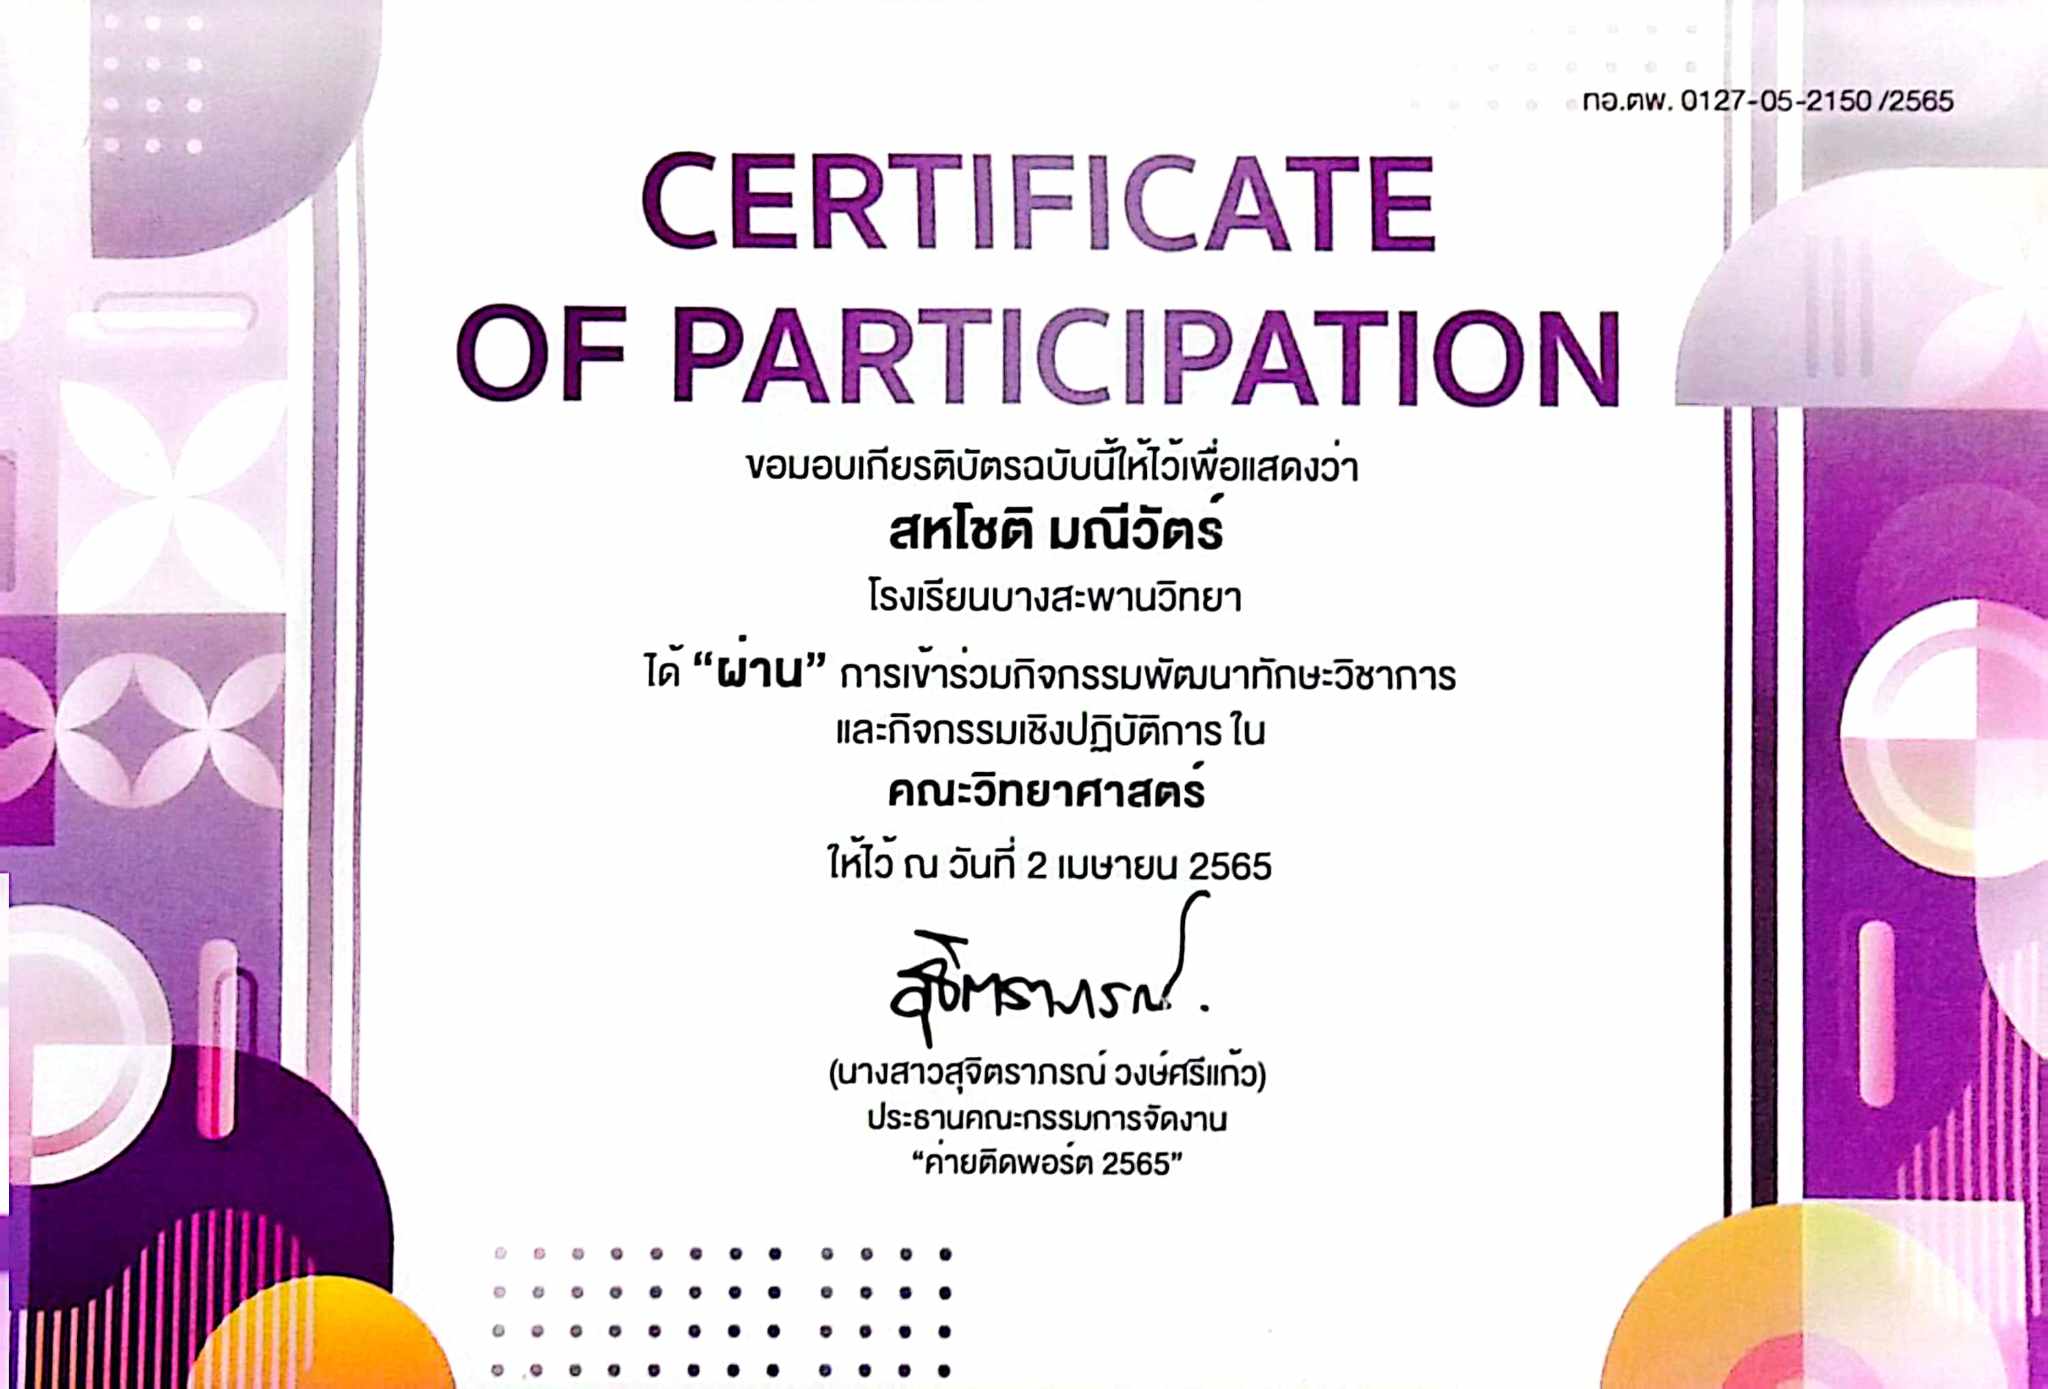 ทอ.ตพ. 0127-05-2150 /2565
CERTIFICATE
OF PARTICIPATION
ขอมอบเกียรติบัตรฉบับนี้ให้ไว้เพื่อแสดงว่า
สหโชติ มณีวัตร์
โรงเรียนบางสะพานวิทยา
ได้ “ผ่าน” การเข้าร่วมกิจกรรมพัฒนาทักษะวิชาการ
และกิจกรรมเชิงปฏิบัติการ ใน
คณะวิทยาศาสตร์
ให้ไว้ ณ วันที่ 2 เมษายน 2565
สุจิตราภรณ์.
(นางสาวสุจิตราภรณ์ วงษ์ศรีแก้ว)
ประธานคณะกรรมการจัดงาน
“ค่ายติดพอร์ต 2565”